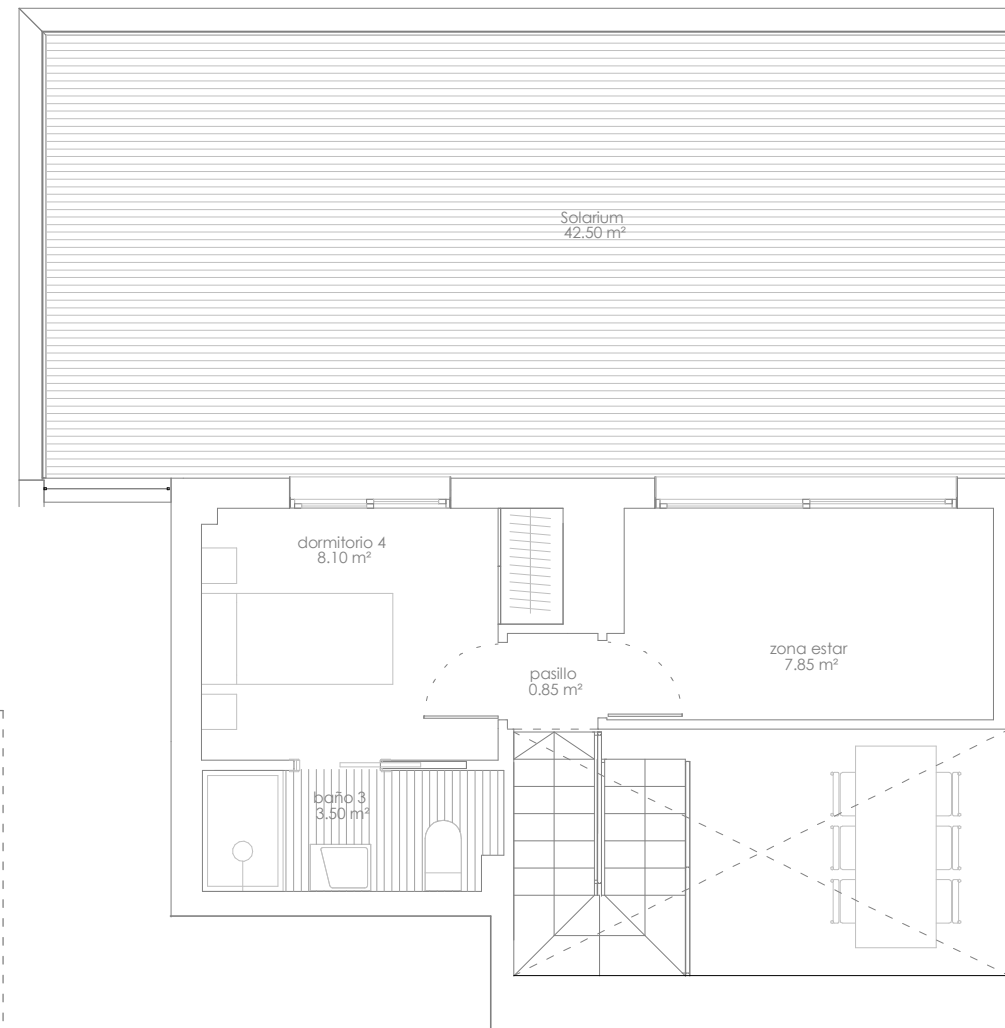 Solarium
42.50 m²
dormitorio 4
8.10 m²
zona estar
7.85 m²
pasillo
0.85 m²
baño 3
3.50 m²